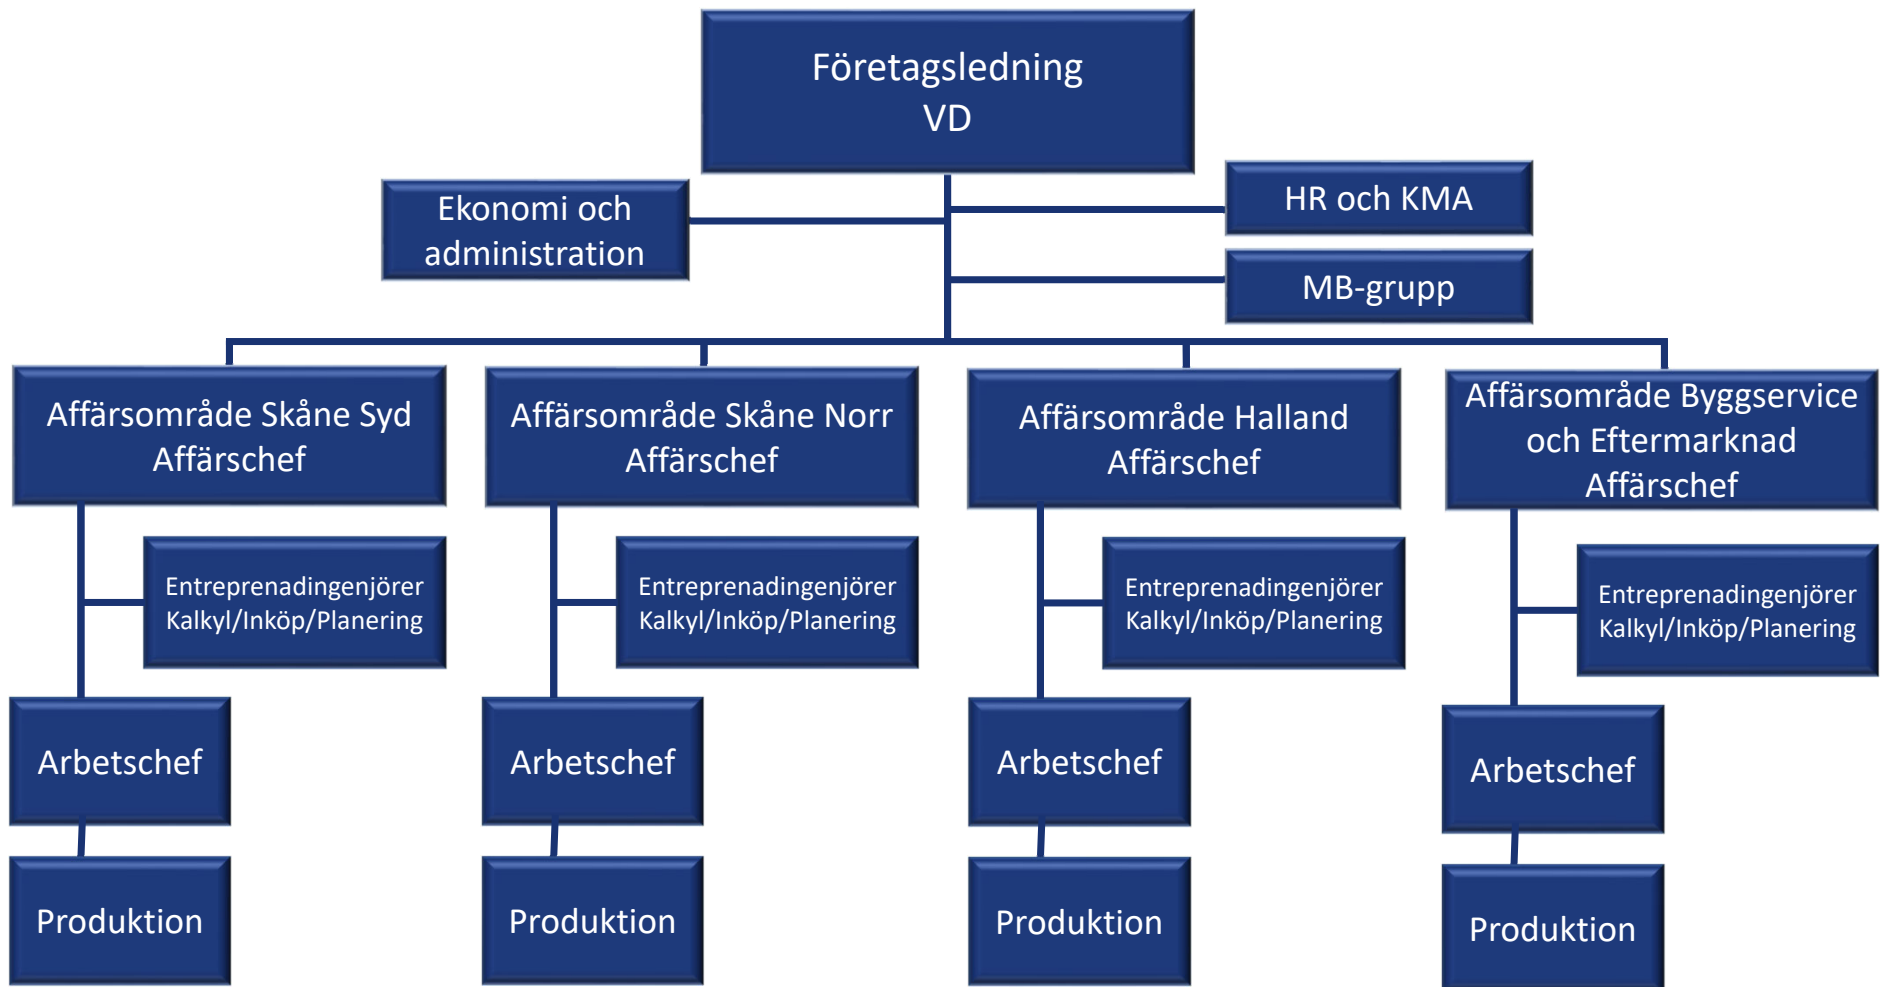 Företagsledning
VD
Ekonomi och
administration
HR och KMA
MB-grupp
Affärsområde Skåne Syd
Affärschef
Affärsområde Skåne Norr
Affärschef
Affärsområde Halland
Affärschef
Affärsområde Byggservice
och Eftermarknad
Affärschef
Entreprenadingenjörer
Kalkyl/Inköp/Planering
Entreprenadingenjörer
Kalkyl/Inköp/Planering
Entreprenadingenjörer
Kalkyl/Inköp/Planering
Entreprenadingenjörer
Kalkyl/Inköp/Planering
Arbetschef
Arbetschef
Arbetschef
Arbetschef
Produktion
Produktion
Produktion
Produktion